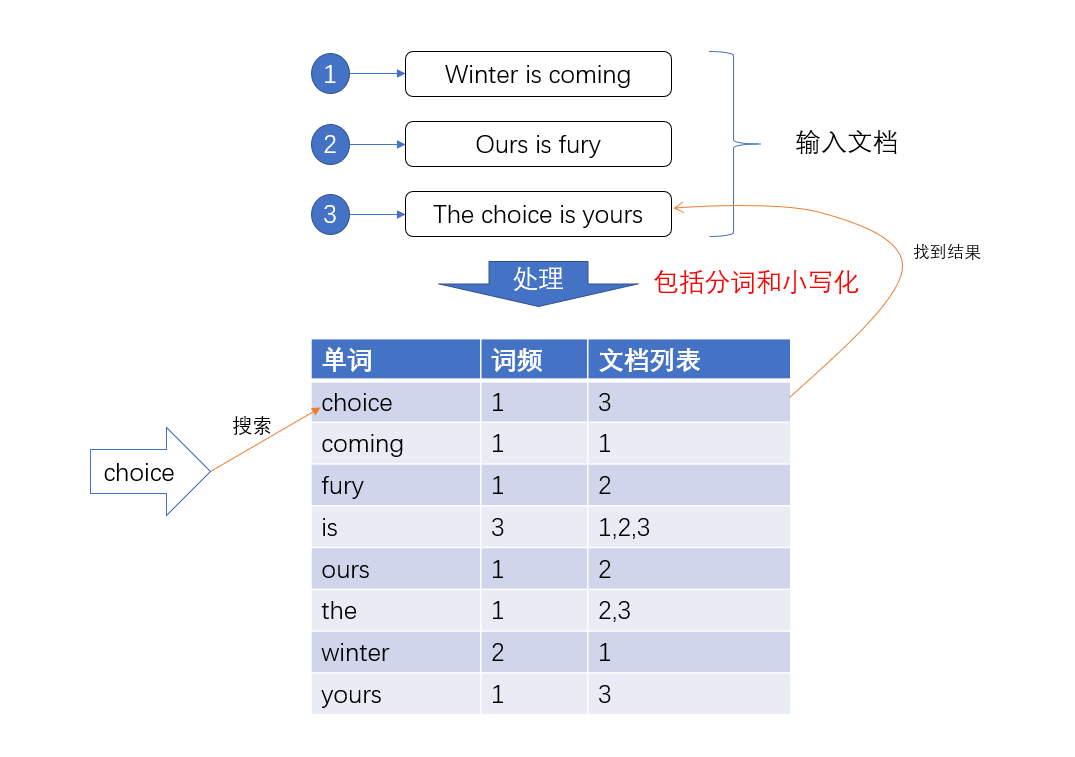 1 Winter is coming
2 Ours is fury
输入文档
3 The choice is yours
找到结果
处理 包括分词和小写化
单词 词频 文档列表
choice 1 3
搜索
coming 1 1
choice
fury 1 2
is 3 1,2,3
ours 1 2
the 1 2,3
winter 2 1
yours 1 3